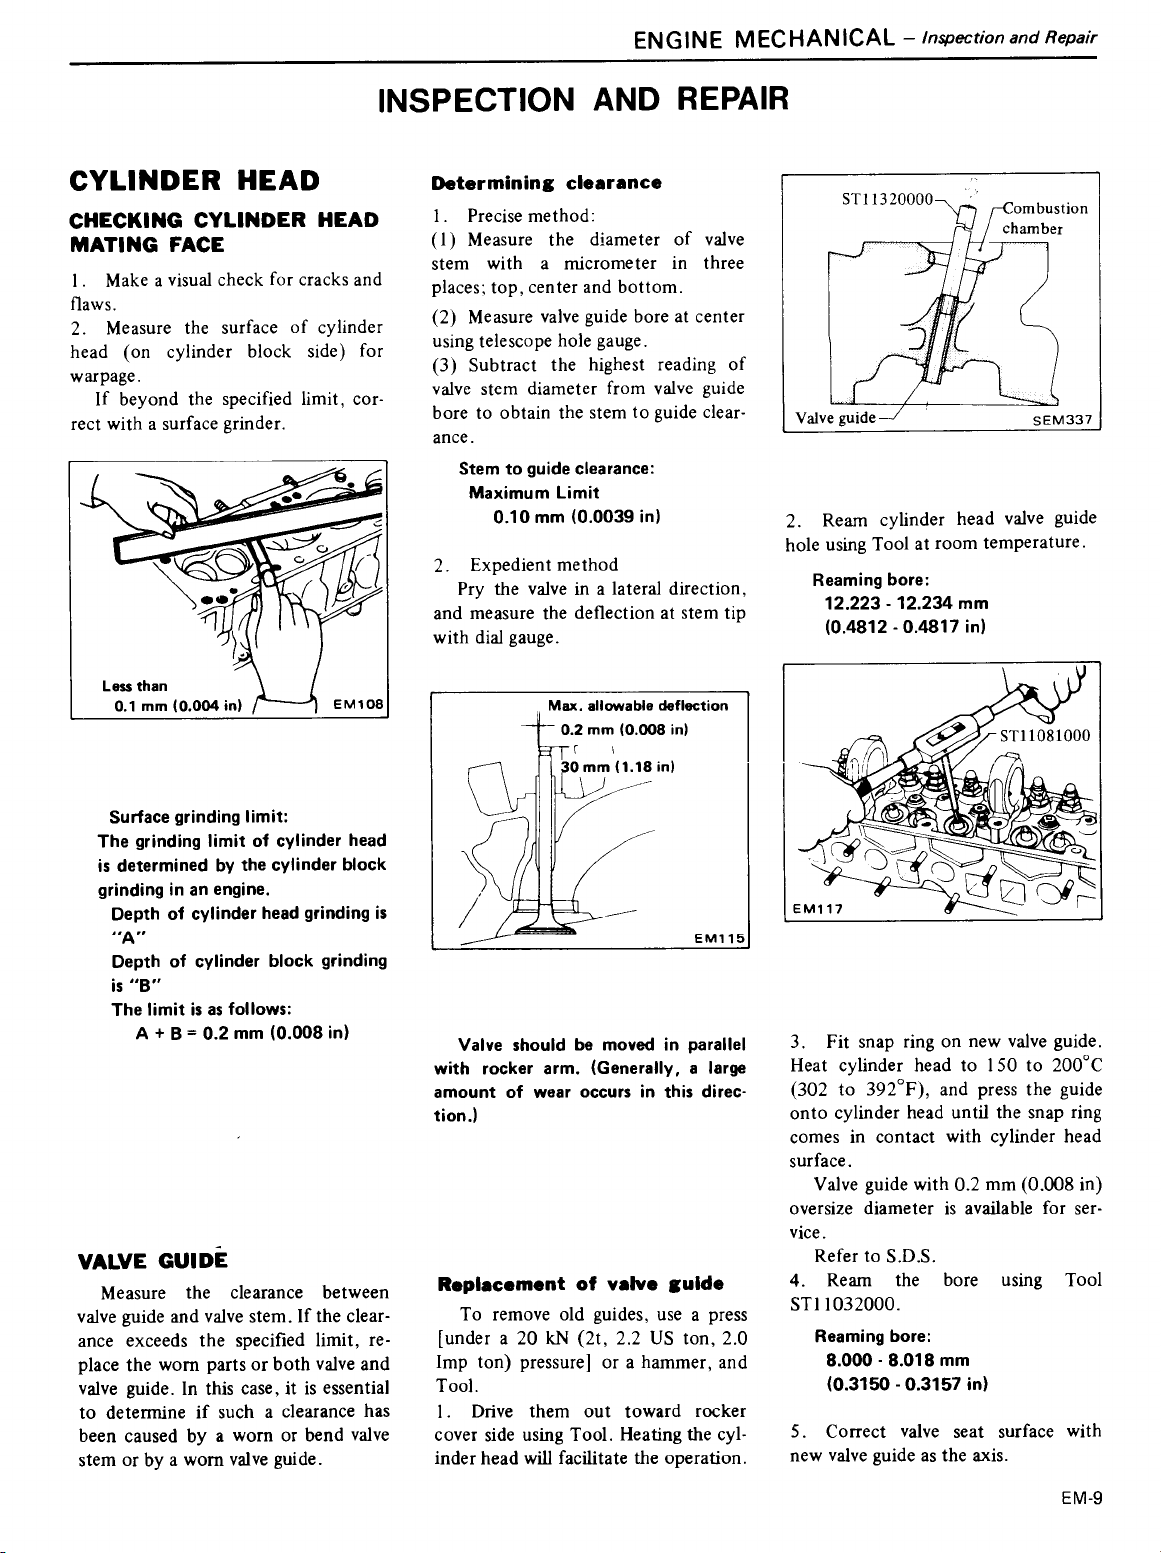 ENGINE MECHANICAL – Inspection and Repair
INSPECTION AND REPAIR
CYLINDER HEAD
CHECKING CYLINDER HEAD
MATING FACE
1. Make a visual check for cracks and
flaws.
2. Measure the surface of cylinder
head (on cylinder block side) for
warpage.
If beyond the specified limit, cor-
rect with a surface grinder.
Less than
0.1 mm (0.004 in)
EM108
Surface grinding limit:
The grinding limit of cylinder head
is determined by the cylinder block
grinding in an engine.
Depth of cylinder head grinding is
"A"
Depth of cylinder block grinding
is "B"
The limit is as follows:
A + B = 0.2 mm (0.008 in)
VALVE GUIDE
Measure the clearance between
valve guide and valve stem. If the clear-
ance exceeds the specified limit, re-
place the worn parts or both valve and
valve guide. In this case, it is essential
to determine if such a clearance has
been caused by a worn or bend valve
stem or by a worn valve guide.
Determining clearance
1. Precise method:
(1) Measure the diameter of valve
stem with a micrometer in three
places; top, center and bottom.
(2) Measure valve guide bore at center
using telescope hole gauge.
(3) Subtract the highest reading of
valve stem diameter from valve guide
bore to obtain the stem to guide clear-
ance.
Stem to guide clearance:
Maximum Limit
0.10 mm (0.0039 in)
2. Expedient method
Pry the valve in a lateral direction,
and measure the deflection at stem tip
with dial gauge.
Max. allowable deflection
0.2 mm (0.008 in)
30 mm (1.18 in)
EM115
Valve should be moved in parallel
with rocker arm. (Generally, a large
amount of wear occurs in this direc-
tion.)
Replacement of valve guide
To remove old guides, use a press
[under a 20 kN (2t, 2.2 US ton, 2.0
Imp ton) pressure] or a hammer, and
Tool.
1. Drive them out toward rocker
cover side using Tool. Heating the cyl-
inder head will facilitate the operation.
ST11320000
Combustion
chamber
Valve guide
SEM337
2. Ream cylinder head valve guide
hole using Tool at room temperature.
Reaming bore:
12.223 - 12.234 mm
(0.4812 - 0.4817 in)
ST11081000
EM117
3. Fit snap ring on new valve guide.
Heat cylinder head to 150 to 200°C
(302 to 392°F), and press the guide
onto cylinder head until the snap ring
comes in contact with cylinder head
surface.
Valve guide with 0.2 mm (0.008 in)
oversize diameter is available for ser-
vice.
Refer to S.D.S.
4. Ream the bore using Tool
ST11032000.
Reaming bore:
8.000 - 8.018 mm
(0.3150 - 0.3157 in)
5. Correct valve seat surface with
new valve guide as the axis.
EM-9